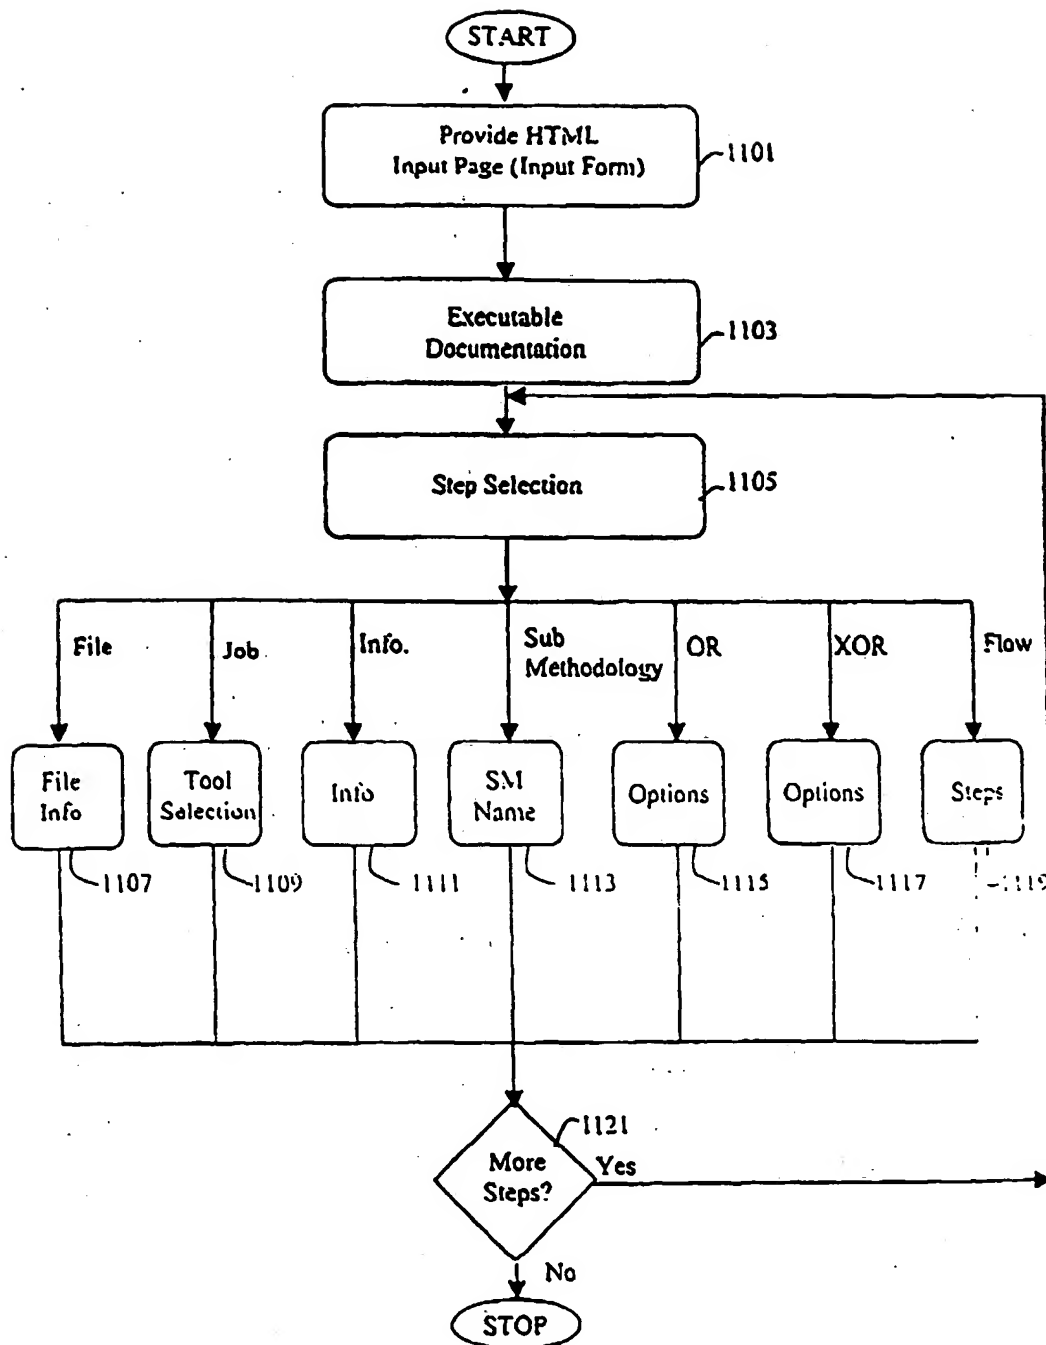 START
Provide HTML
Input Page (Input Form)
1101
Executable
Documentation
1103
Step Selection
1105
File
Job
Info.
Sub
Methodology
OR
XOR
Flow
File
Info
Tool
Selection
Info
SM
Name
Options
Options
Steps
1107
1109
1111
1113
1115
1117
1119
1121
More
Steps?
Yes
No
STOP